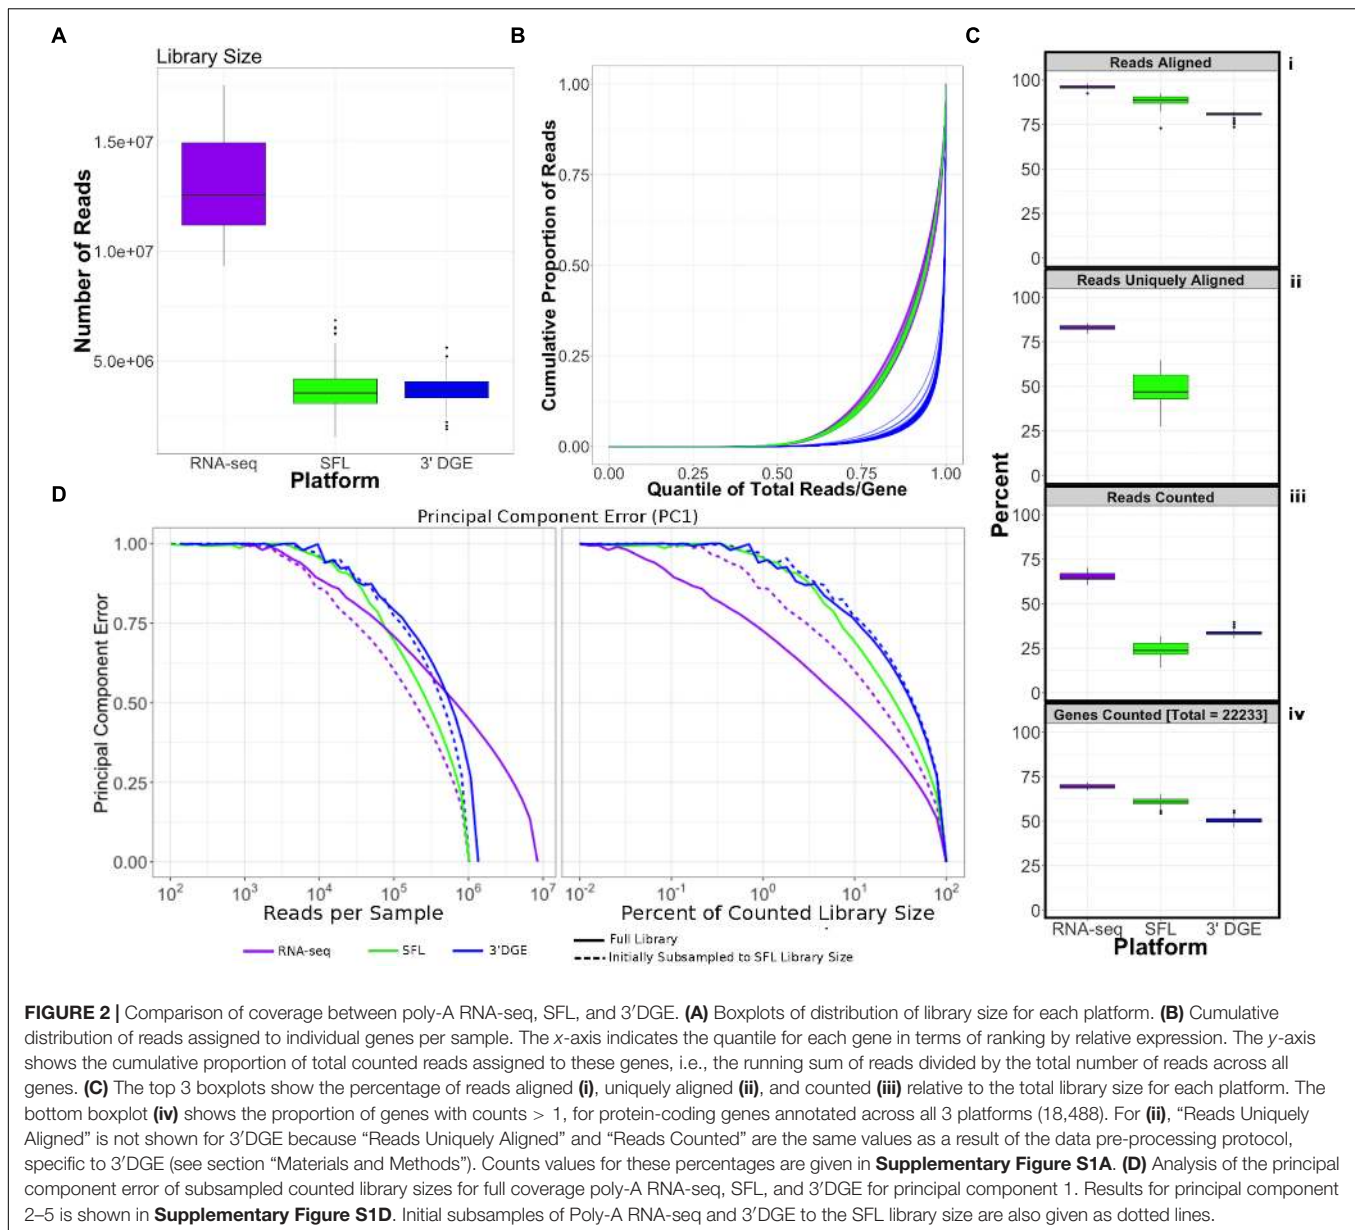 A
Library Size
Number of Reads
1.5e+07
1.0e+07
5.0e+06
RNA-seq SFL 3' DGE
Platform
B
Cumulative Proportion of Reads
1.00
0.75
0.50
0.25
0.00
0.00 0.25 0.50 0.75 1.00
Quantile of Total Reads/Gene
C
Percent
Reads Aligned
i
100
75
50
25
0
Reads Uniquely Aligned
ii
100
75
50
25
0
Reads Counted
iii
100
75
50
25
0
Genes Counted [Total = 22233]
iv
100
75
50
25
0
RNA-seq SFL 3' DGE
Platform
D
Principal Component Error (PC1)
Principal Component Error
1.00
0.75
0.50
0.25
0.00
10² 10³ 10⁴ 10⁵ 10⁶ 10⁷
Reads per Sample
10⁻² 10⁻¹ 10⁰ 10¹ 10²
Percent of Counted Library Size
RNA-seq SFL 3'DGE
Full Library
Initially Subsampled to SFL Library Size
FIGURE 2 | Comparison of coverage between poly-A RNA-seq, SFL, and 3′DGE. (A) Boxplots of distribution of library size for each platform. (B) Cumulative
distribution of reads assigned to individual genes per sample. The x-axis indicates the quantile for each gene in terms of ranking by relative expression. The y-axis
shows the cumulative proportion of total counted reads assigned to these genes, i.e., the running sum of reads divided by the total number of reads across all
genes. (C) The top 3 boxplots show the percentage of reads aligned (i), uniquely aligned (ii), and counted (iii) relative to the total library size for each platform. The
bottom boxplot (iv) shows the proportion of genes with counts > 1, for protein-coding genes annotated across all 3 platforms (18,488). For (ii), “Reads Uniquely
Aligned” is not shown for 3′DGE because “Reads Uniquely Aligned” and “Reads Counted” are the same values as a result of the data pre-processing protocol,
specific to 3′DGE (see section “Materials and Methods”). Counts values for these percentages are given in Supplementary Figure S1A. (D) Analysis of the principal
component error of subsampled counted library sizes for full coverage poly-A RNA-seq, SFL, and 3′DGE for principal component 1. Results for principal component
2–5 is shown in Supplementary Figure S1D. Initial subsamples of Poly-A RNA-seq and 3′DGE to the SFL library size are also given as dotted lines.